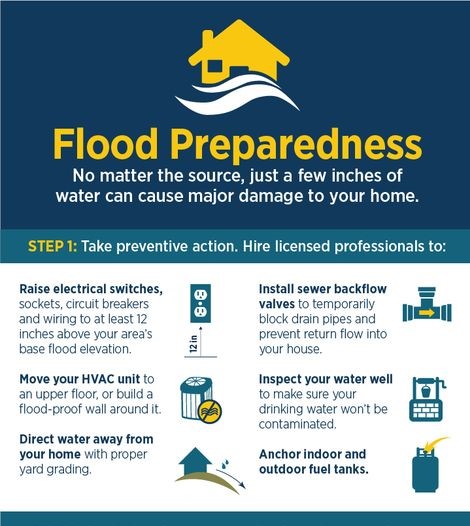 Flood Preparedness
No matter the source, just a few inches of
water can cause major damage to your home.
STEP 1: Take preventive action. Hire licensed professionals to:
Raise electrical switches,
sockets, circuit breakers
and wiring to at least 12
inches above your area's
base flood elevation.
12 in
Move your HVAC unit to
an upper floor, or build a
flood-proof wall around it.
Direct water away from
your home with proper
yard grading.
Install sewer backflow
valves to temporarily
block drain pipes and
prevent return flow into
your house.
Inspect your water well
to make sure your
drinking water won't be
contaminated.
Anchor indoor and
outdoor fuel tanks.